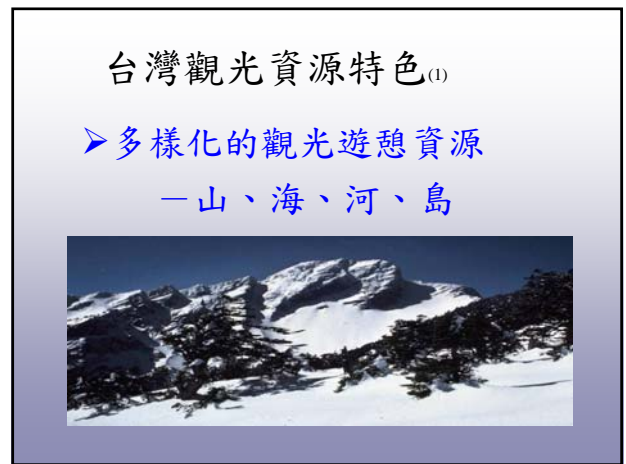 台灣觀光資源特色(1)
➢多樣化的觀光遊憩資源
－山、海、河、島